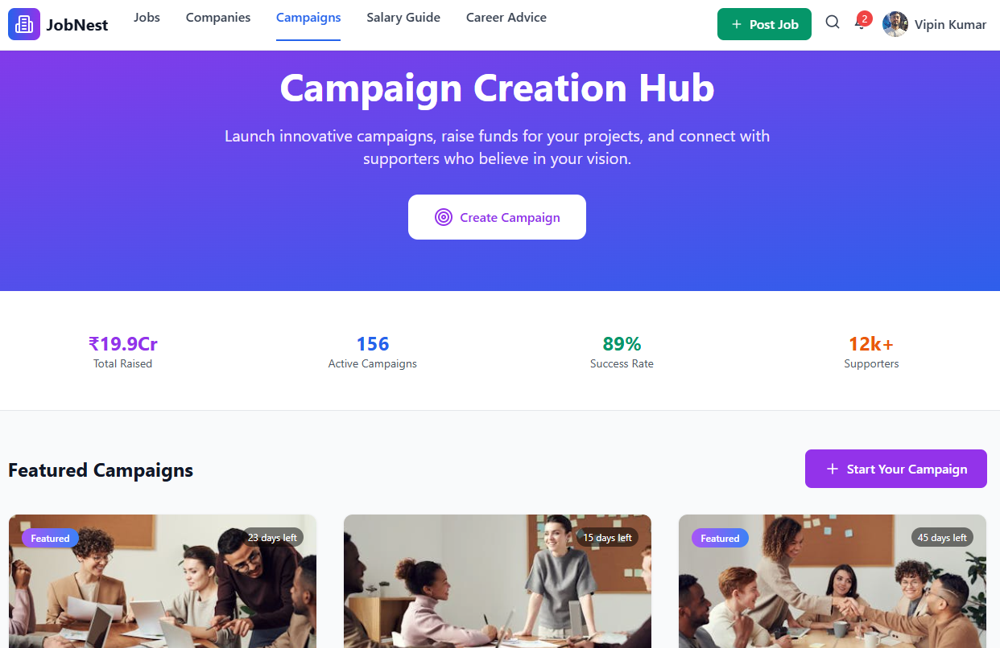 JobNest
Jobs
Companies
Campaigns
Salary Guide
Career Advice
Post Job
2
Vipin Kumar
Campaign Creation Hub
Launch innovative campaigns, raise funds for your projects, and connect with
supporters who believe in your vision.
Create Campaign
₹19.9Cr
Total Raised
156
Active Campaigns
89%
Success Rate
12k+
Supporters
Featured Campaigns
Start Your Campaign
Featured
23 days left
15 days left
Featured
45 days left